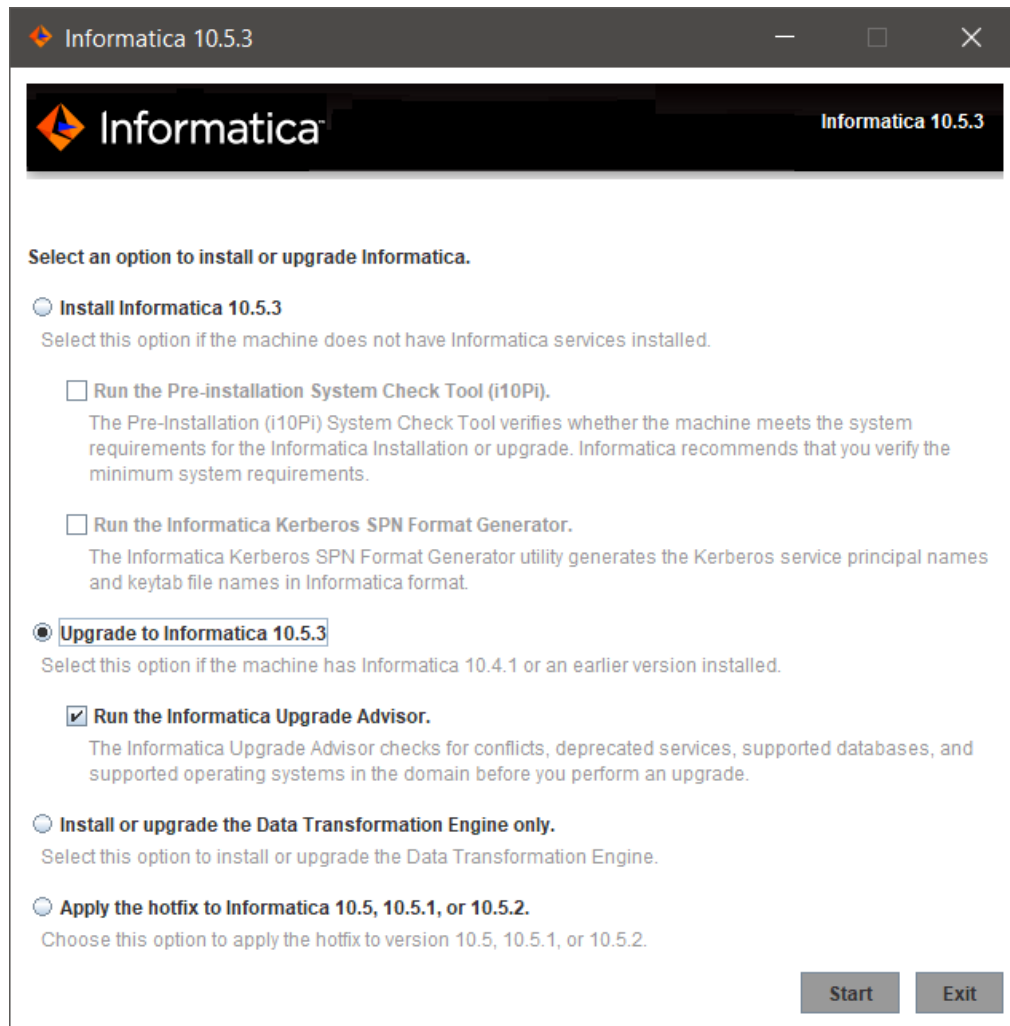 Informatica 10.5.3
Informatica
Informatica 10.5.3
Select an option to install or upgrade Informatica.
Install Informatica 10.5.3
Select this option if the machine does not have Informatica services installed.
Run the Pre-installation System Check Tool (i10Pi).
The Pre-Installation (i10Pi) System Check Tool verifies whether the machine meets the system
requirements for the Informatica Installation or upgrade. Informatica recommends that you verify the
minimum system requirements.
Run the Informatica Kerberos SPN Format Generator.
The Informatica Kerberos SPN Format Generator utility generates the Kerberos service principal names
and keytab file names in Informatica format.
Upgrade to Informatica 10.5.3
Select this option if the machine has Informatica 10.4.1 or an earlier version installed.
Run the Informatica Upgrade Advisor.
The Informatica Upgrade Advisor checks for conflicts, deprecated services, supported databases, and
supported operating systems in the domain before you perform an upgrade.
Install or upgrade the Data Transformation Engine only.
Select this option to install or upgrade the Data Transformation Engine.
Apply the hotfix to Informatica 10.5, 10.5.1, or 10.5.2.
Choose this option to apply the hotfix to version 10.5, 10.5.1, or 10.5.2.
Start
Exit